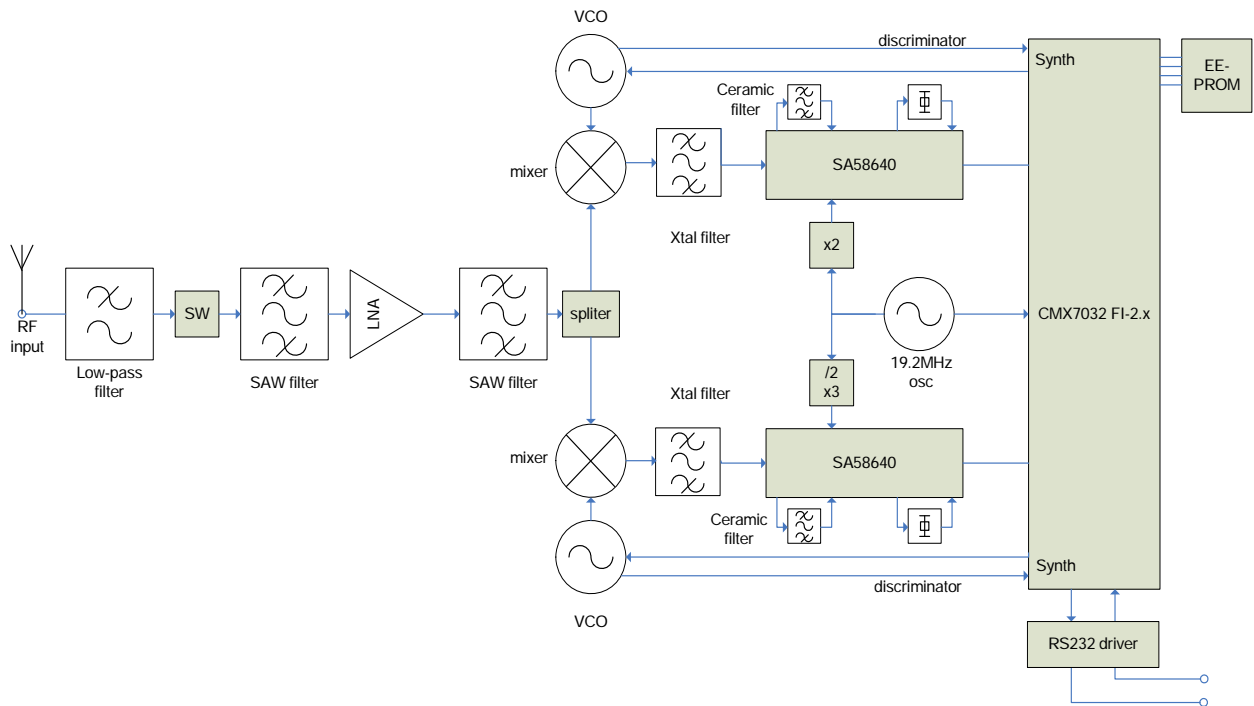 VCO
discriminator
Synth
EE-
PROM
Ceramic
filter
mixer
SA58640
Xtal filter
x2
RF
input
Low-pass
filter
SW
SAW filter
LNA
SAW filter
spliter
19.2MHz
osc
CMX7032 FI-2.x
/2
x3
Xtal filter
mixer
SA58640
Ceramic
filter
Synth
discriminator
VCO
RS232 driver